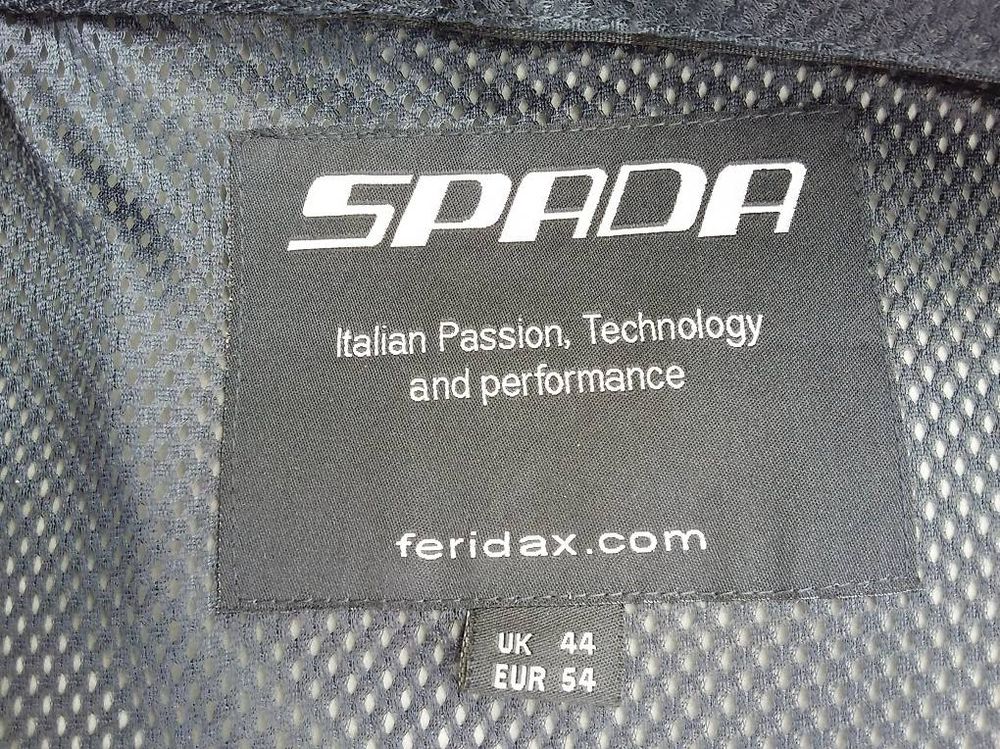 SPADA
Italian Passion, Technology
and performance
feridax.com
UK 44
EUR 54